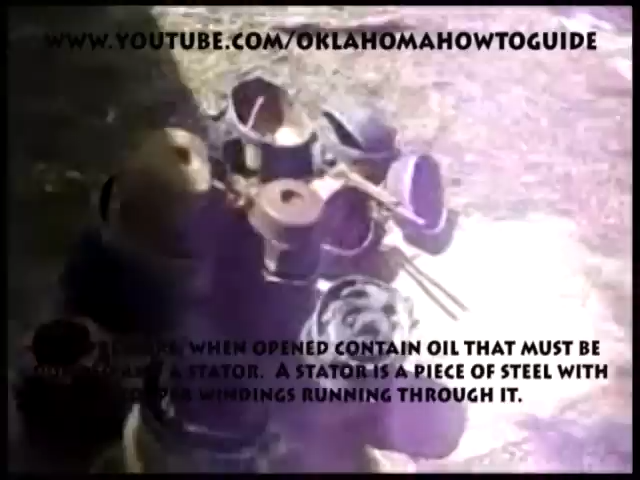 WWW.YOUTUBE.COM/OKLAHOMAHOWTOGUIDE
WHEN OPENED CONTAIN OIL THAT MUST BE
A STATOR. A STATOR IS A PIECE OF STEEL WITH
WINDINGS RUNNING THROUGH IT.